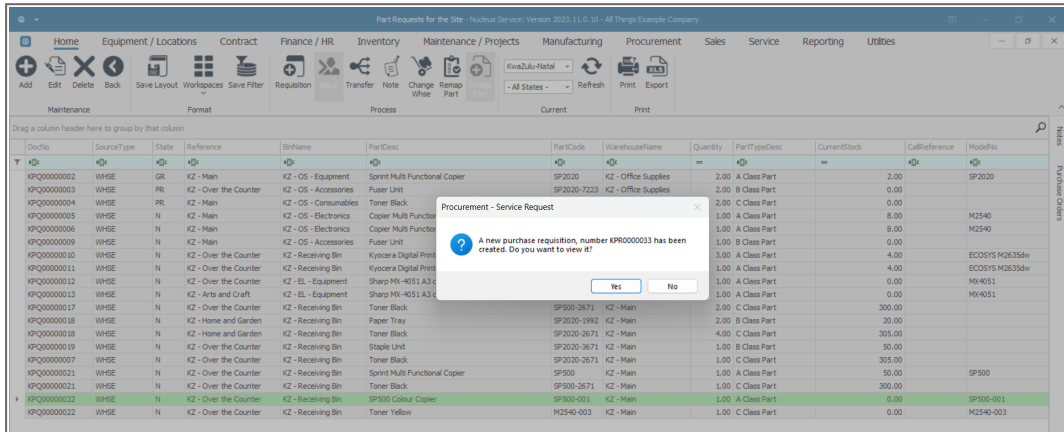 Part Requests for the Site - Nucleus Service: Version 2023.11.0.10 - All Things Example Company
Home Equipment / Locations Contract Finance / HR Inventory Maintenance / Projects Manufacturing Procurement Sales Service Reporting Utilities
Add Edit Delete Back Save Layout Workspaces Save Filter Requisition Transfer Note Change Whse Remap Part KwaZulu-Natal - All States - Refresh Print Export
Maintenance Format Process Current Print
Drag a column header here to group by that column
DocNo SourceType State Reference BinName PartDesc PartCode WarehouseName Quantity PartTypeDesc CurrentStock CallReference ModelNo
KPQ00000002 WHSE GR KZ - Main KZ - OS - Equipment Sprint Multi Functional Copier SP2020 KZ - Office Supplies 2.00 A Class Part 2.00 SP2020
KPQ00000003 WHSE PR KZ - Over the Counter KZ - OS - Accessories Fuser Unit SP2020-7223 KZ - Office Supplies 2.00 B Class Part 0.00
KPQ00000004 WHSE PR KZ - Main KZ - OS - Consumables Toner Black 2.00 C Class Part 0.00
KPQ00000005 WHSE N KZ - Main KZ - OS - Electronics Copier Multi Function 1.00 A Class Part 8.00 M2540
KPQ00000006 WHSE N KZ - Main KZ - OS - Electronics Copier Multi Function 1.00 A Class Part 8.00 M2540
KPQ00000009 WHSE N KZ - Main KZ - OS - Accessories Fuser Unit 1.00 B Class Part 0.00
KPQ00000010 WHSE N KZ - Over the Counter KZ - Receiving Bin Kyocera Digital Print 3.00 A Class Part 4.00 ECOSYS M2635dw
KPQ00000011 WHSE N KZ - Over the Counter KZ - Receiving Bin Kyocera Digital Print 1.00 A Class Part 4.00 ECOSYS M2635dw
KPQ00000012 WHSE N KZ - Over the Counter KZ - EL - Equipment Sharp MX-4051 A3 c 1.00 A Class Part 0.00 MX4051
KPQ00000013 WHSE N KZ - Arts and Craft KZ - EL - Equipment Sharp MX-4051 A3 c 1.00 A Class Part 0.00 MX4051
KPQ00000017 WHSE N KZ - Over the Counter KZ - Receiving Bin Toner Black SP500-2671 KZ - Main 2.00 C Class Part 300.00
KPQ00000018 WHSE N KZ - Home and Garden KZ - Receiving Bin Paper Tray SP2020-1992 KZ - Main 2.00 B Class Part 20.00
KPQ00000018 WHSE N KZ - Home and Garden KZ - Receiving Bin Toner Black SP2020-2671 KZ - Main 4.00 C Class Part 305.00
KPQ00000019 WHSE N KZ - Over the Counter KZ - Receiving Bin Staple Unit SP2020-3671 KZ - Main 1.00 B Class Part 50.00
KPQ00000007 WHSE N KZ - Over the Counter KZ - Receiving Bin Toner Black SP2020-2671 KZ - Main 1.00 C Class Part 305.00
KPQ00000021 WHSE N KZ - Over the Counter KZ - Receiving Bin Sprint Multi Functional Copier SP500 KZ - Main 1.00 A Class Part 50.00 SP500
KPQ00000021 WHSE N KZ - Over the Counter KZ - Receiving Bin Toner Black SP500-2671 KZ - Main 1.00 C Class Part 300.00
KPQ00000022 WHSE N KZ - Over the Counter KZ - Receiving Bin SP500 Colour Copier SP500-001 KZ - Main 1.00 A Class Part 0.00 SP500-001
KPQ00000022 WHSE N KZ - Over the Counter KZ - Receiving Bin Toner Yellow M2540-003 KZ - Main 1.00 C Class Part 0.00 M2540-003
Procurement - Service Request
A new purchase requisition, number KPR0000033 has been
created. Do you want to view it?
Yes No
Notes
Purchase Orders